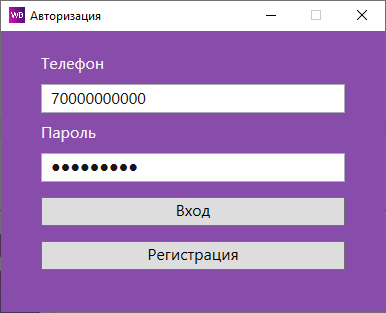 WB Авторизация
Телефон
70000000000
Пароль
●●●●●●●●●
Вход
Регистрация